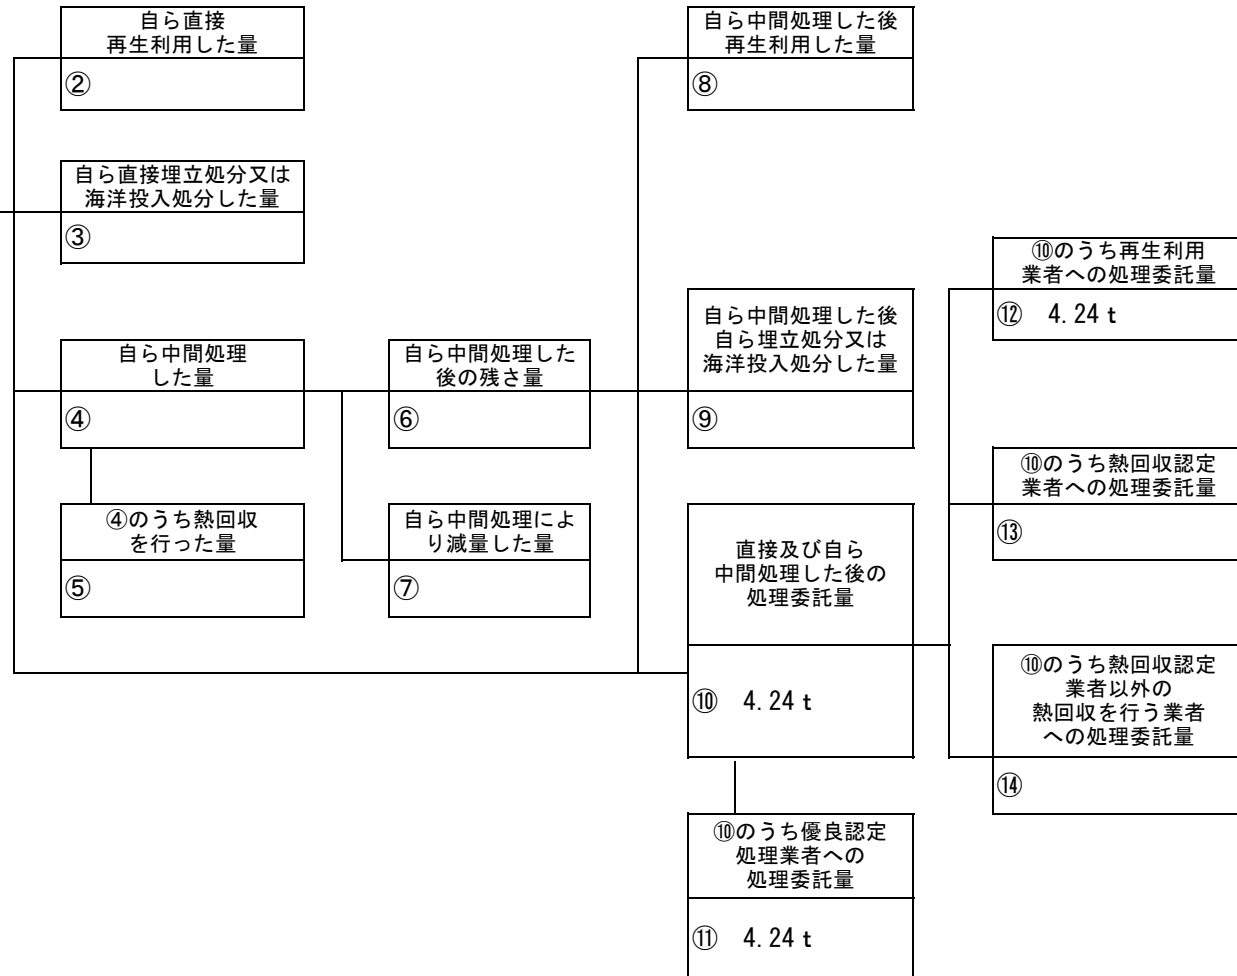 自ら直接
再生利用した量
②
自ら直接埋立処分又は
海洋投入処分した量
③
自ら中間処理
した量
④
④のうち熱回収
を行った量
⑤
自ら中間処理した
後の残さ量
⑥
自ら中間処理によ
り減量した量
⑦
自ら中間処理した後
再生利用した量
⑧
自ら中間処理した後
自ら埋立処分又は
海洋投入処分した量
⑨
直接及び自ら
中間処理した後の
処理委託量
⑩ 4.24 t
⑩のうち優良認定
処理業者への
処理委託量
⑪ 4.24 t
⑩のうち再生利用
業者への処理委託量
⑫ 4.24 t
⑩のうち熱回収認定
業者への処理委託量
⑬
⑩のうち熱回収認定
業者以外の
熱回収を行う業者
への処理委託量
⑭